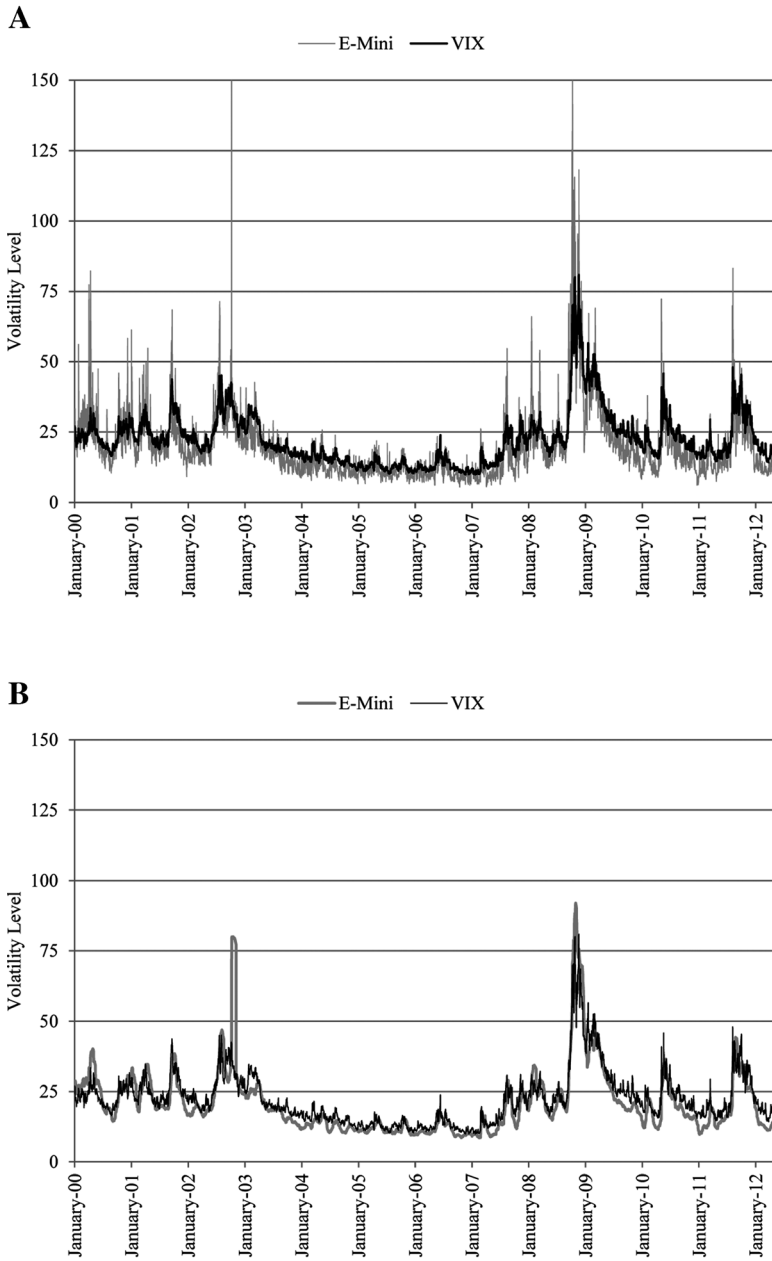 A
E-Mini VIX
150
125
100
75
50
25
0
Volatility Level
January-00
January-01
January-02
January-03
January-04
January-05
January-06
January-07
January-08
January-09
January-10
January-11
January-12
B
E-Mini VIX
150
125
100
75
50
25
0
Volatility Level
January-00
January-01
January-02
January-03
January-04
January-05
January-06
January-07
January-08
January-09
January-10
January-11
January-12